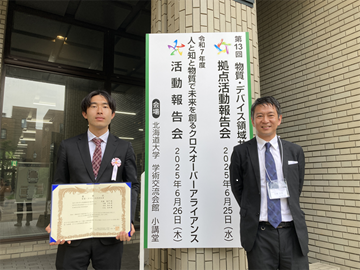 第13回 物質・デバイス領域
拠点活動報告会
2025年6月25日(水)
令和7年度
人と知と物質で未来を創るクロスオーバーアライアンス
活動報告会
2025年6月26日(木)
会場 北海道大学 学術交流会館 小講堂